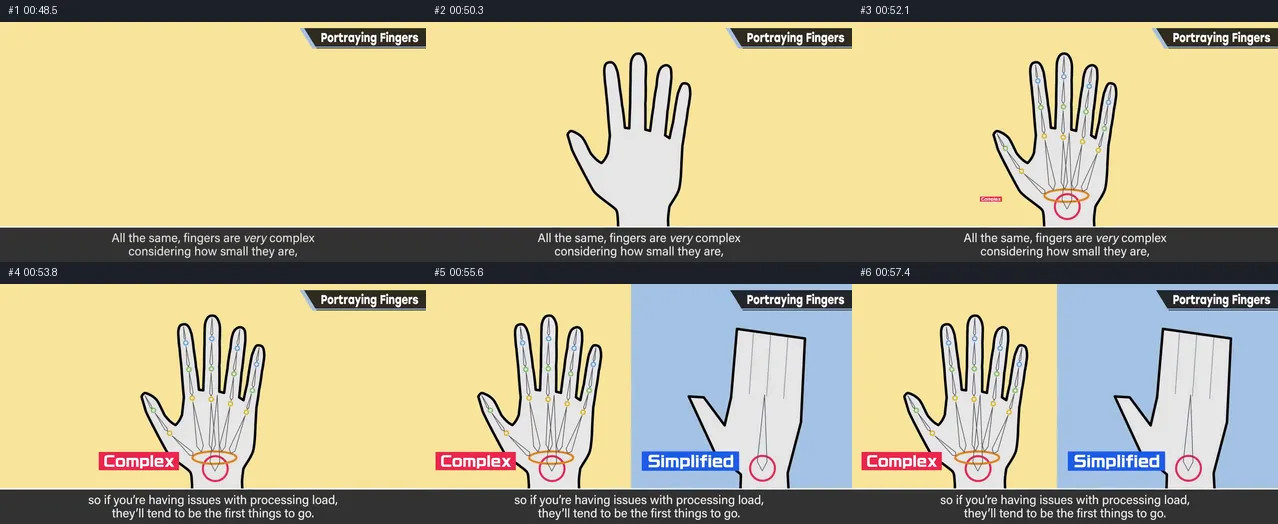 #1 00:48.5
#2 00:50.3
#3 00:52.1
Portraying Fingers
Portraying Fingers
Portraying Fingers
Complex
All the same, fingers are very complex
considering how small they are,
All the same, fingers are very complex
considering how small they are,
All the same, fingers are very complex
considering how small they are,
#4 00:53.8
#5 00:55.6
#6 00:57.4
Portraying Fingers
Portraying Fingers
Portraying Fingers
Complex
Complex
Simplified
Complex
Simplified
so if you're having issues with processing load,
they'll tend to be the first things to go.
so if you're having issues with processing load,
they'll tend to be the first things to go.
so if you're having issues with processing load,
they'll tend to be the first things to go.